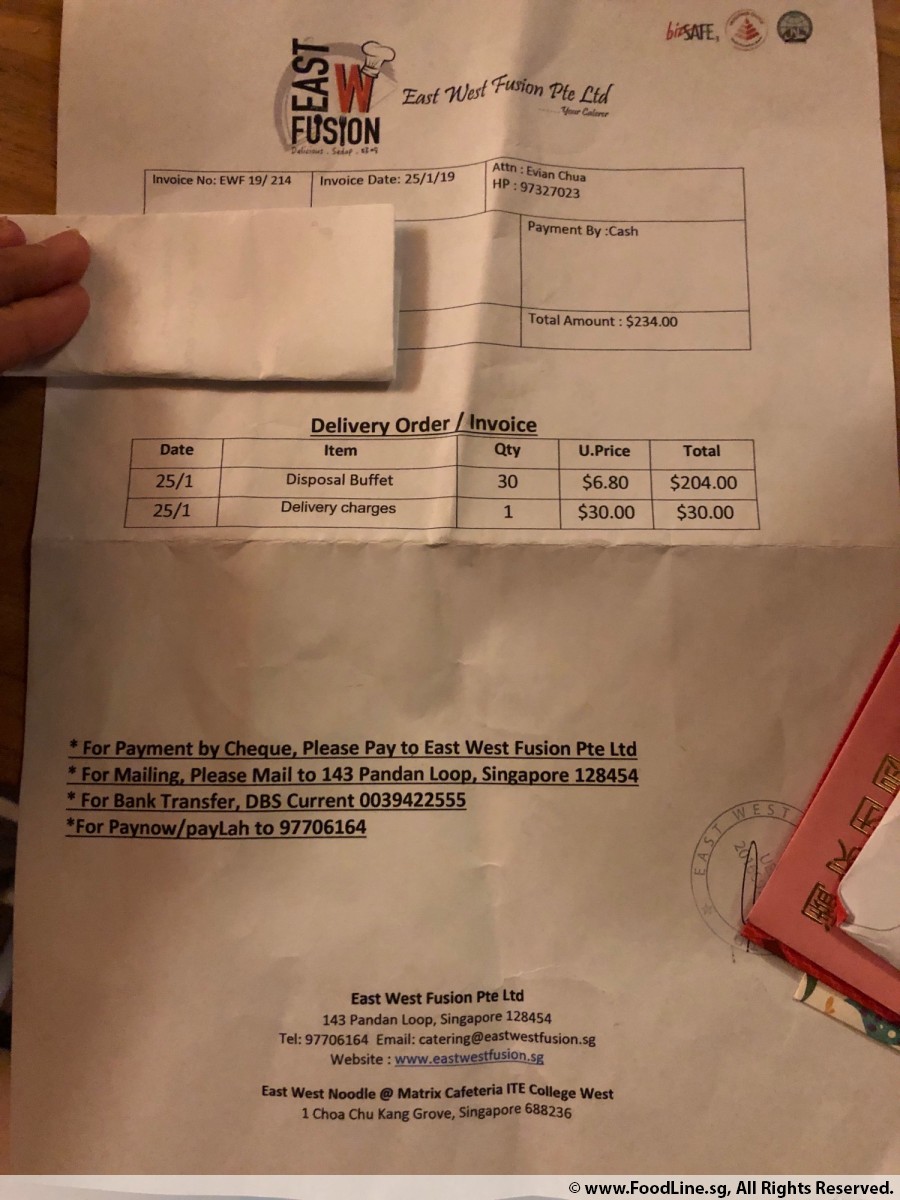 bizSAFE3
EAST
W
FUSION
Delicious . Sedap .
East West Fusion Pte Ltd
Your Caterer
Invoice No: EWF 19/ 214
Invoice Date: 25/1/19
Attn : Evian Chua
HP : 97327023
Payment By :Cash
Total Amount : $234.00
Delivery Order / Invoice
Date Item Qty U.Price Total
25/1 Disposal Buffet 30 $6.80 $204.00
25/1 Delivery charges 1 $30.00 $30.00
* For Payment by Cheque, Please Pay to East West Fusion Pte Ltd
* For Mailing, Please Mail to 143 Pandan Loop, Singapore 128454
* For Bank Transfer, DBS Current 0039422555
*For Paynow/payLah to 97706164
EAST WEST
East West Fusion Pte Ltd
143 Pandan Loop, Singapore 128454
Tel: 97706164 Email: catering@eastwestfusion.sg
Website : www.eastwestfusion.sg
East West Noodle @ Matrix Cafeteria ITE College West
1 Choa Chu Kang Grove, Singapore 688236
© www.FoodLine.sg, All Rights Reserved.